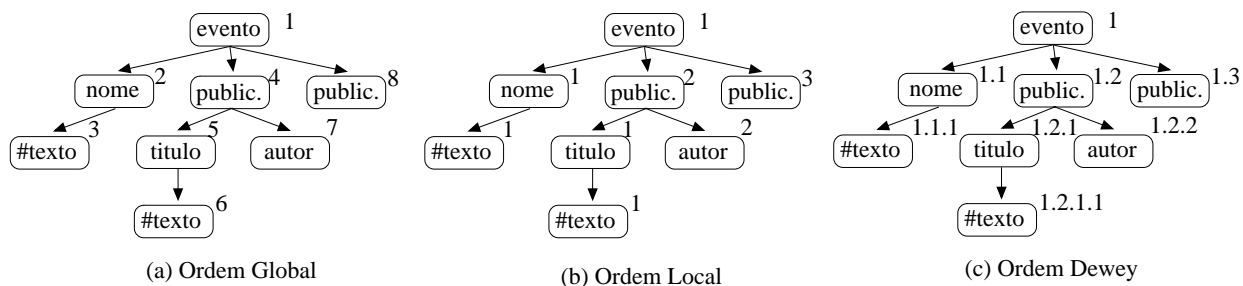 evento 1
nome 2
public. 4
public. 8
#texto 3
titulo 5
autor 7
#texto 6
(a) Ordem Global
evento 1
nome 1
public. 2
public. 3
#texto 1
titulo 1
autor 2
#texto 1
(b) Ordem Local
evento 1
nome 1.1
public. 1.2
public. 1.3
#texto 1.1.1
titulo 1.2.1
autor 1.2.2
#texto 1.2.1.1
(c) Ordem Dewey